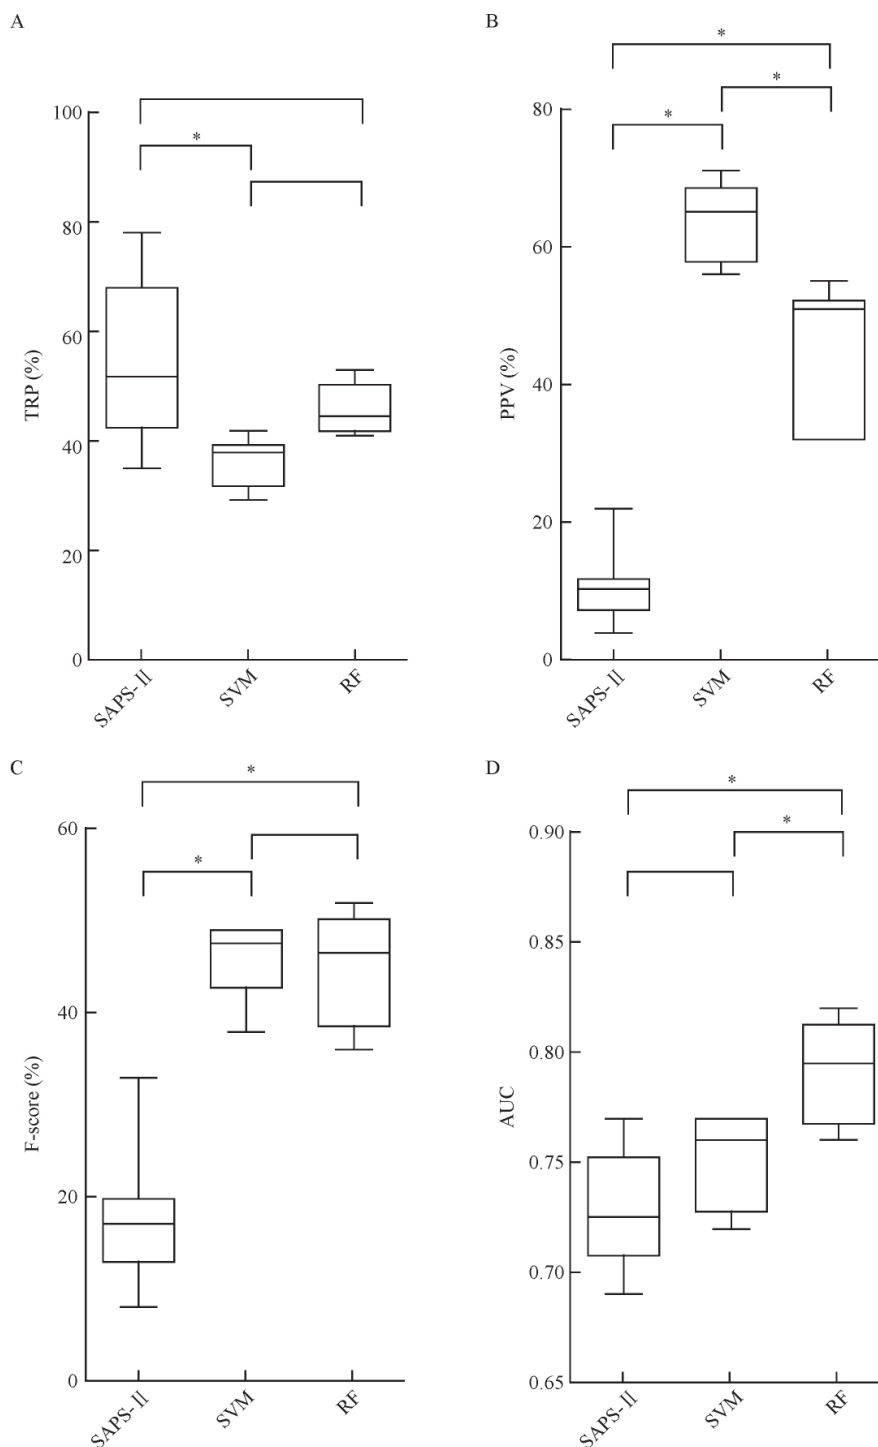 A
TRP (%)
100
80
60
40
20
0
*
SAPS-II
SVM
RF
B
PPV (%)
80
60
40
20
0
*
*
*
SAPS-II
SVM
RF
C
F-score (%)
60
40
20
0
*
*
SAPS-II
SVM
RF
D
AUC
0.90
0.85
0.80
0.75
0.70
0.65
*
*
SAPS-II
SVM
RF